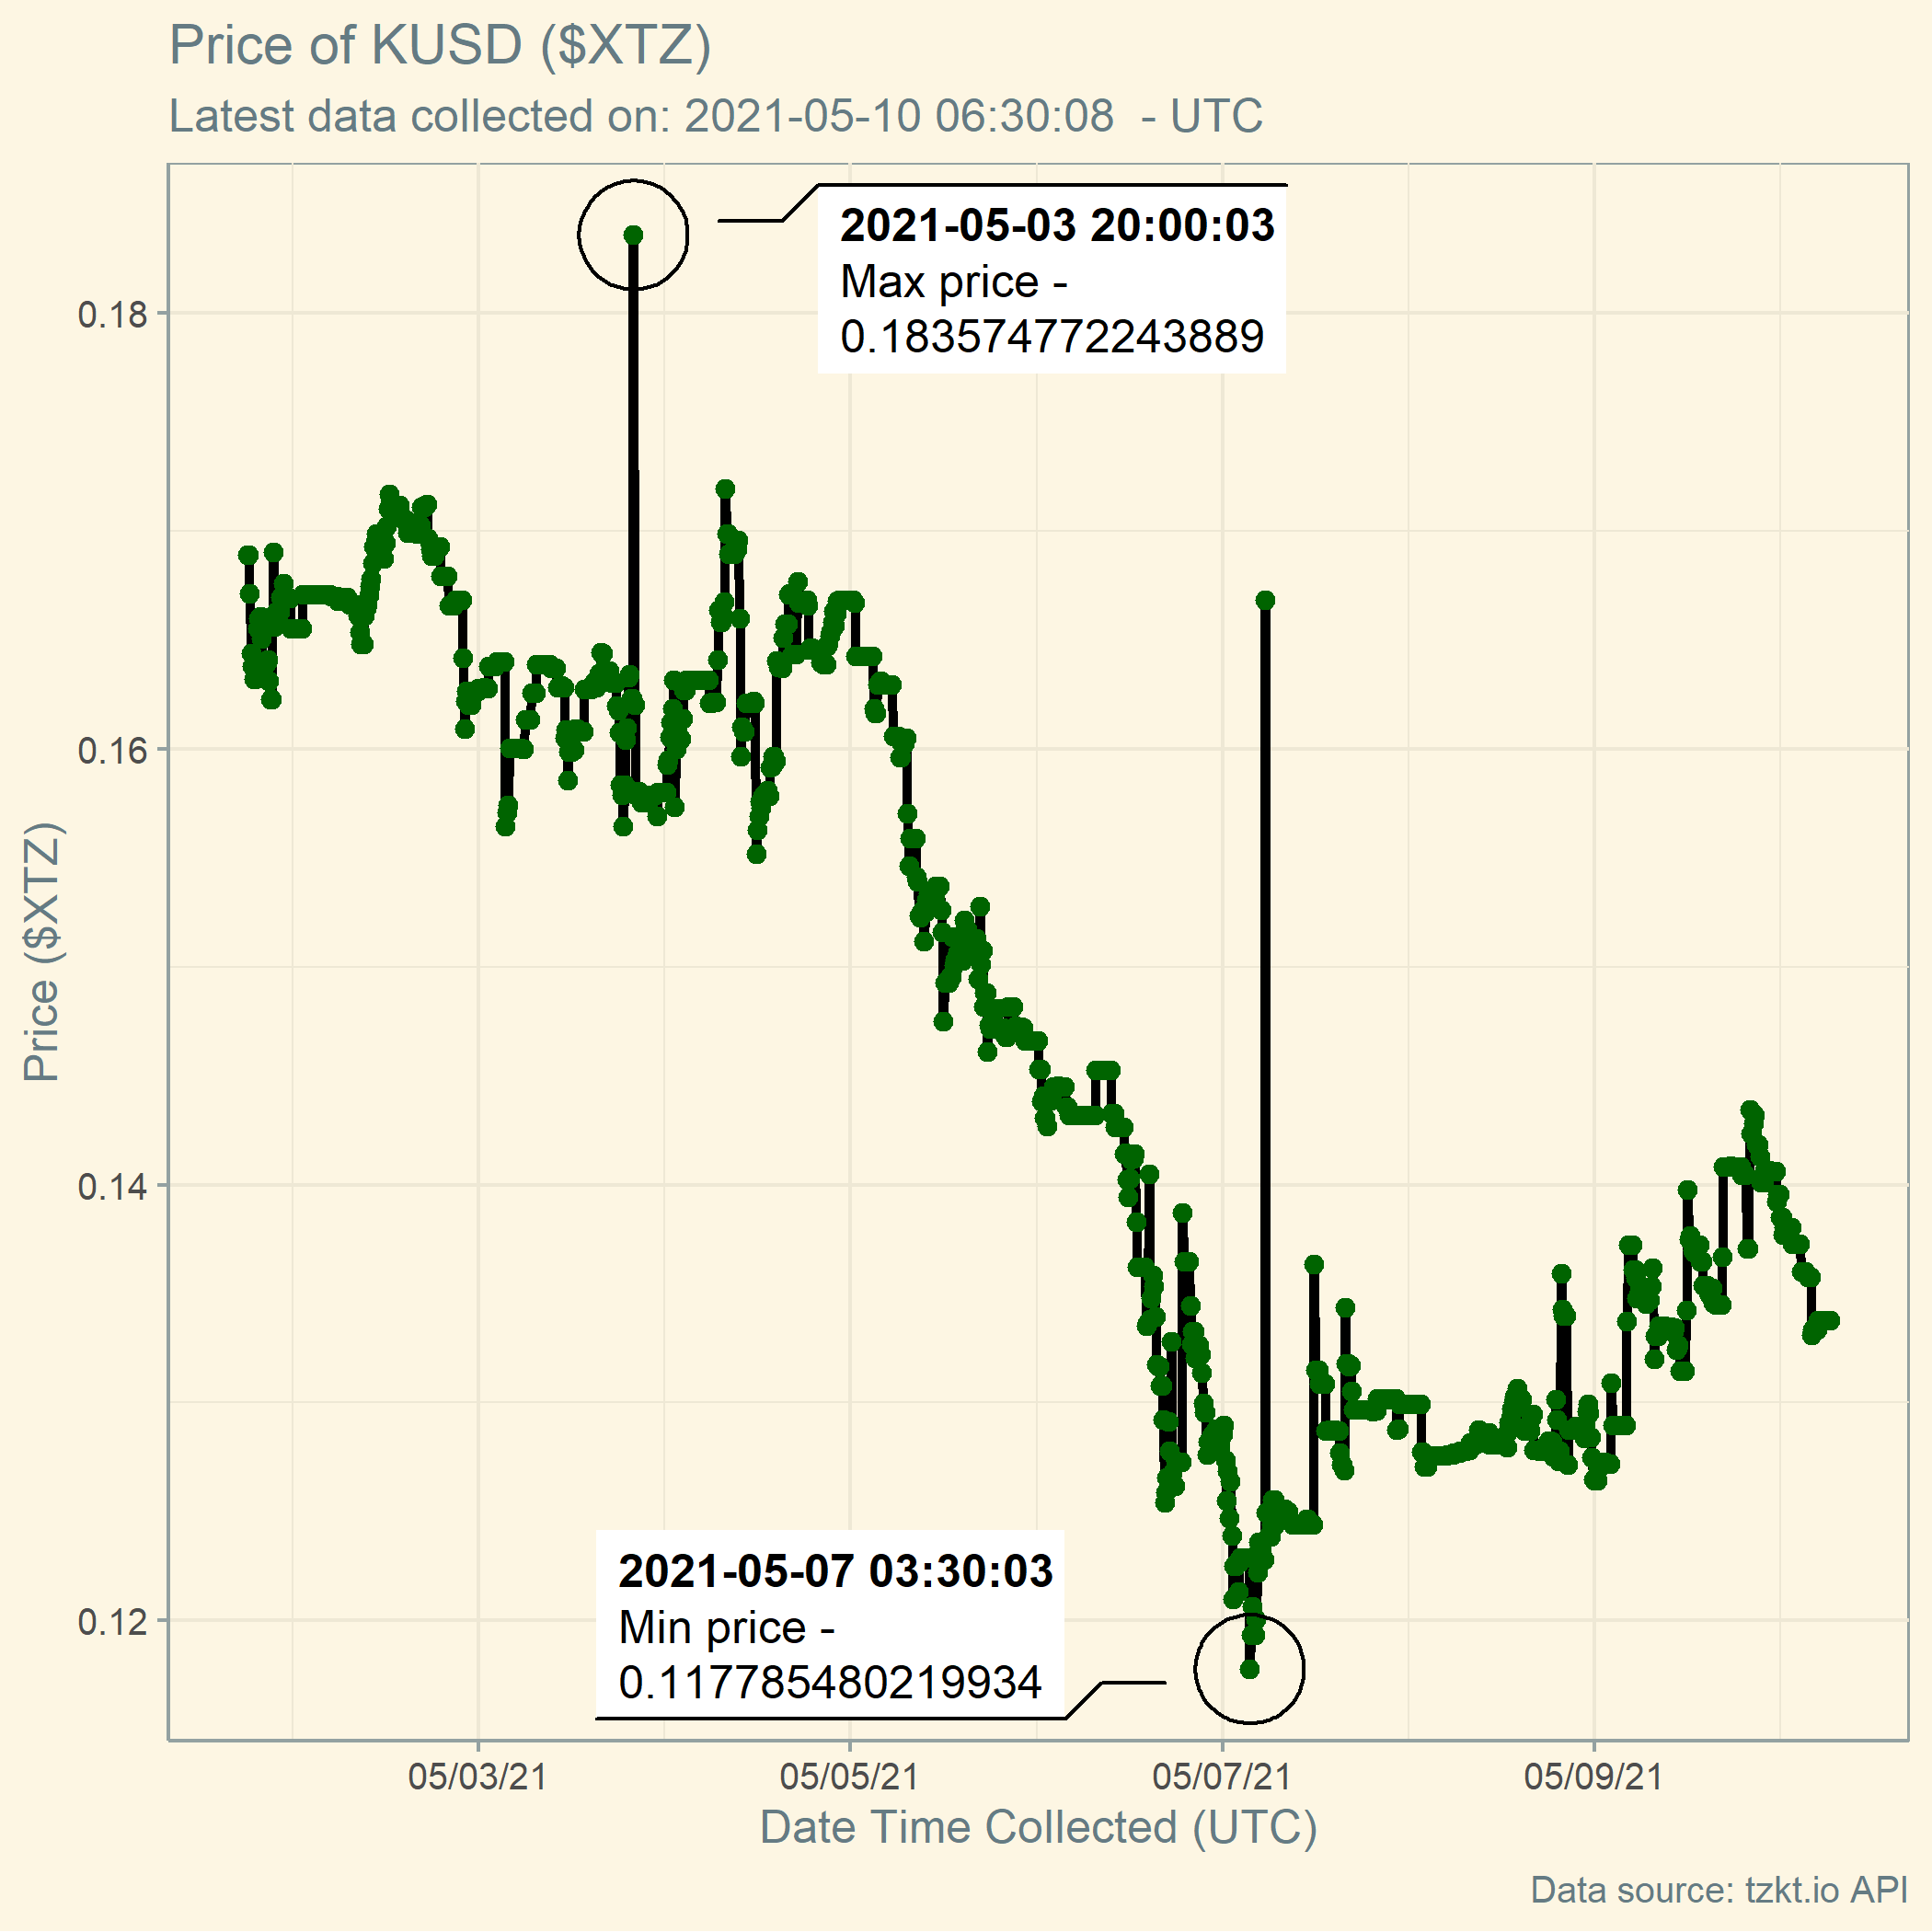 Price of KUSD ($XTZ)
Latest data collected on: 2021-05-10 06:30:08  - UTC
2021-05-03 20:00:03
Max price -
0.183574772243889
0.18
0.16
0.14
0.12
Price ($XTZ)
2021-05-07 03:30:03
Min price -
0.117785480219934
05/03/21
05/05/21
05/07/21
05/09/21
Date Time Collected (UTC)
Data source: tzkt.io API